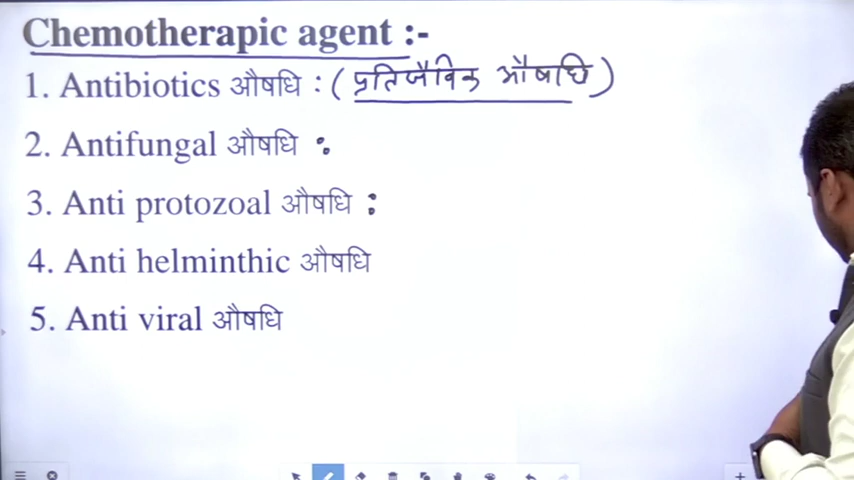 Chemotherapic agent :-
1. Antibiotics औषधि : ( प्रतिजैविक औषधि )
2. Antifungal औषधि :
3. Anti protozoal औषधि :
4. Anti helminthic औषधि
5. Anti viral औषधि